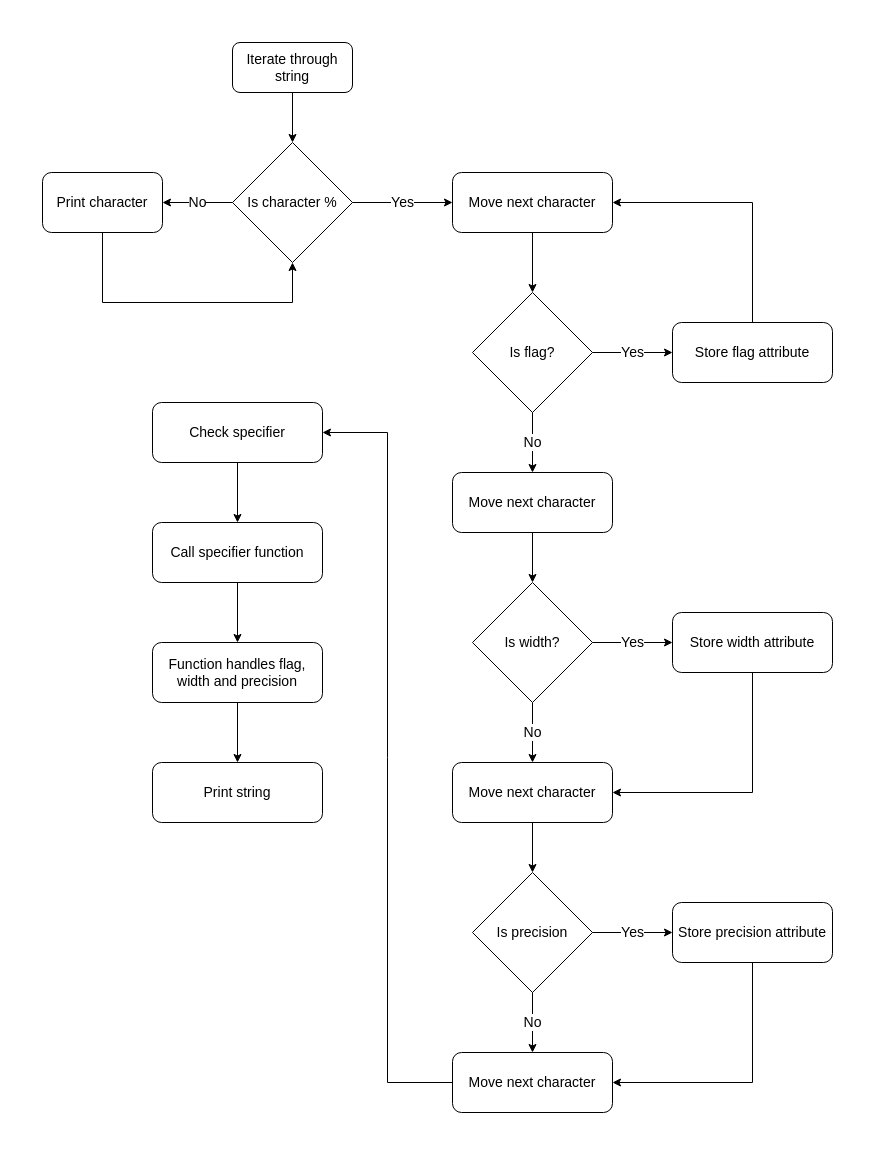 Iterate through
string
Is character %
No
Print character
Yes
Move next character
Is flag?
Yes
Store flag attribute
No
Move next character
Is width?
Yes
Store width attribute
No
Move next character
Is precision
Yes
Store precision attribute
No
Move next character
Check specifier
Call specifier function
Function handles flag,
width and precision
Print string